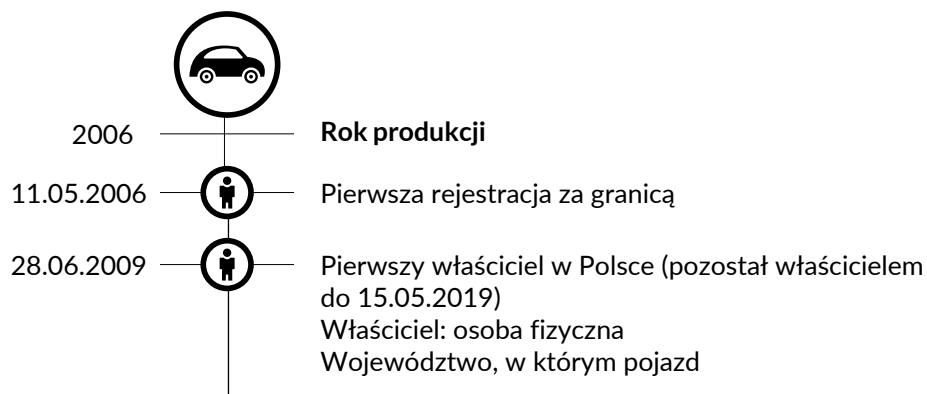 2006 Rok produkcji
11.05.2006 Pierwsza rejestracja za granicą
28.06.2009 Pierwszy właściciel w Polsce (pozostał właścicielem
do 15.05.2019)
Właściciel: osoba fizyczna
Województwo, w którym pojazd